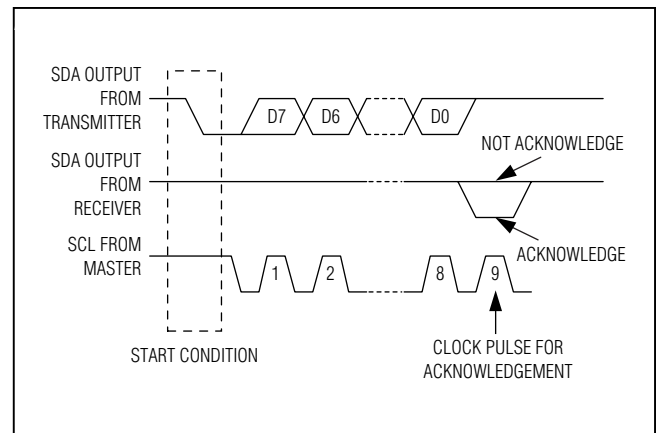 SDA OUTPUT
FROM
TRANSMITTER
D7
D6
D0
NOT ACKNOWLEDGE
SDA OUTPUT
FROM
RECEIVER
ACKNOWLEDGE
SCL FROM
MASTER
1
2
8
9
START CONDITION
CLOCK PULSE FOR
ACKNOWLEDGEMENT